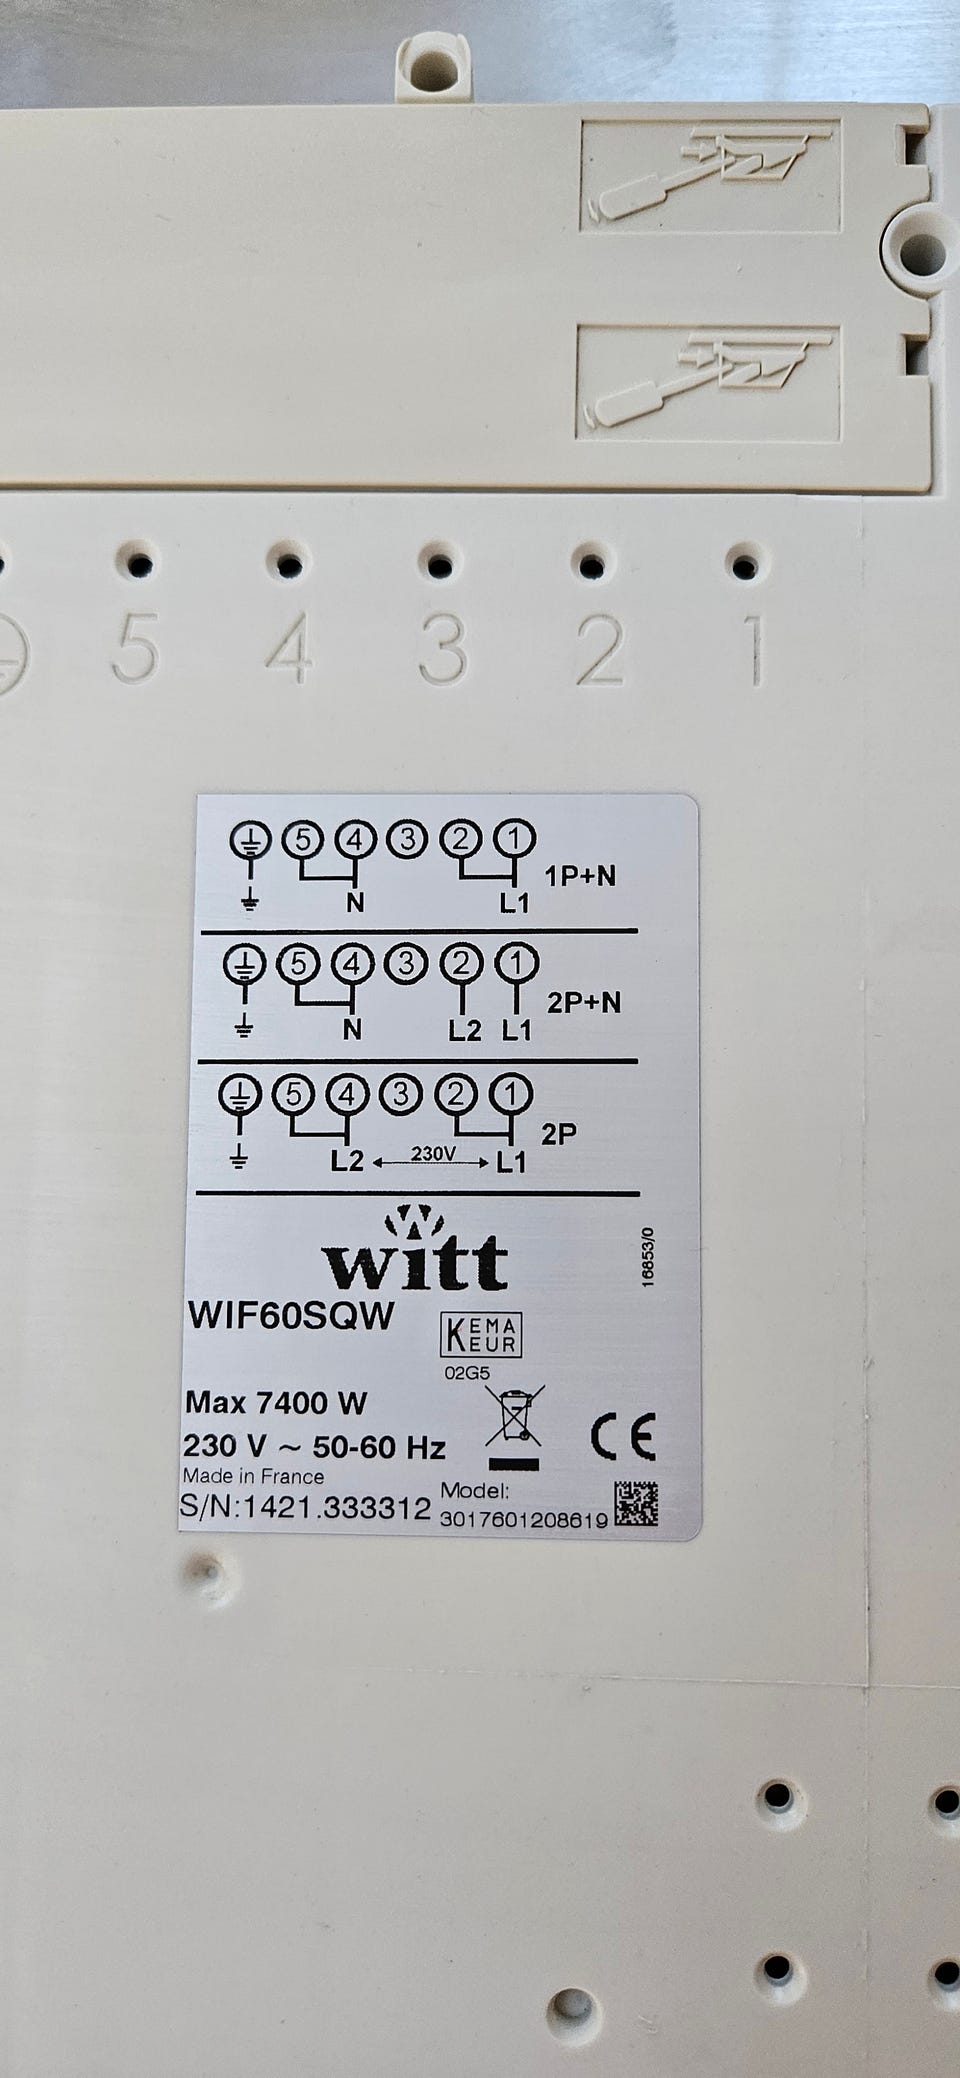 5 4 3 2 1
5 4 3 2 1
1P+N
N L1
5 4 3 2 1
2P+N
N L2 L1
5 4 3 2 1
2P
L2 230V L1
W
witt
16853/0
WIF60SQW
KEMA
EUR
02G5
Max 7400 W
230 V ~ 50-60 Hz
CE
Made in France
Model:
S/N:1421.333312
3017601208619